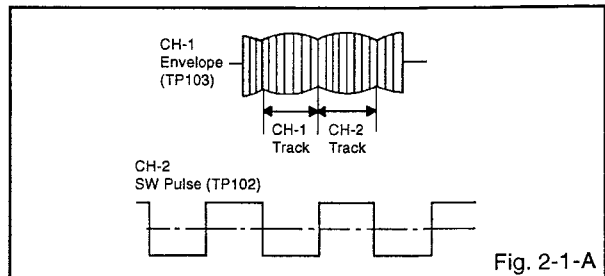 CH-1
Envelope
(TP103)
CH-1
Track
CH-2
Track
CH-2
SW Pulse (TP102)
Fig. 2-1-A